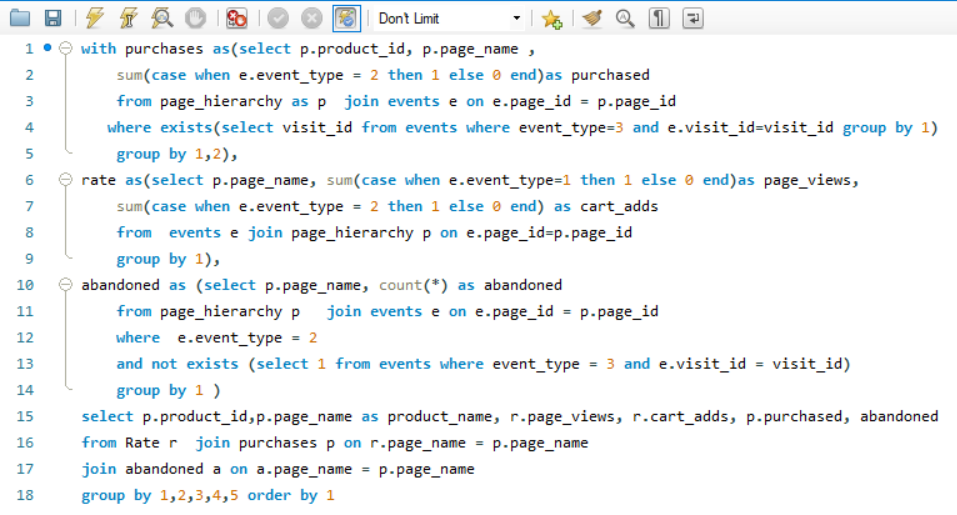 Don't Limit
1 with purchases as(select p.product_id, p.page_name ,
2 sum(case when e.event_type = 2 then 1 else 0 end)as purchased
3 from page_hierarchy as p  join events e on e.page_id = p.page_id
4 where exists(select visit_id from events where event_type=3 and e.visit_id=visit_id group by 1)
5 group by 1,2),
6 rate as(select p.page_name, sum(case when e.event_type=1 then 1 else 0 end)as page_views,
7 sum(case when e.event_type = 2 then 1 else 0 end) as cart_adds
8 from  events e join page_hierarchy p on e.page_id=p.page_id
9 group by 1),
10 abandoned as (select p.page_name, count(*) as abandoned
11 from page_hierarchy p   join events e on e.page_id = p.page_id
12 where  e.event_type = 2
13 and not exists (select 1 from events where event_type = 3 and e.visit_id = visit_id)
14 group by 1 )
15 select p.product_id,p.page_name as product_name, r.page_views, r.cart_adds, p.purchased, abandoned
16 from Rate r  join purchases p on r.page_name = p.page_name
17 join abandoned a on a.page_name = p.page_name
18 group by 1,2,3,4,5 order by 1